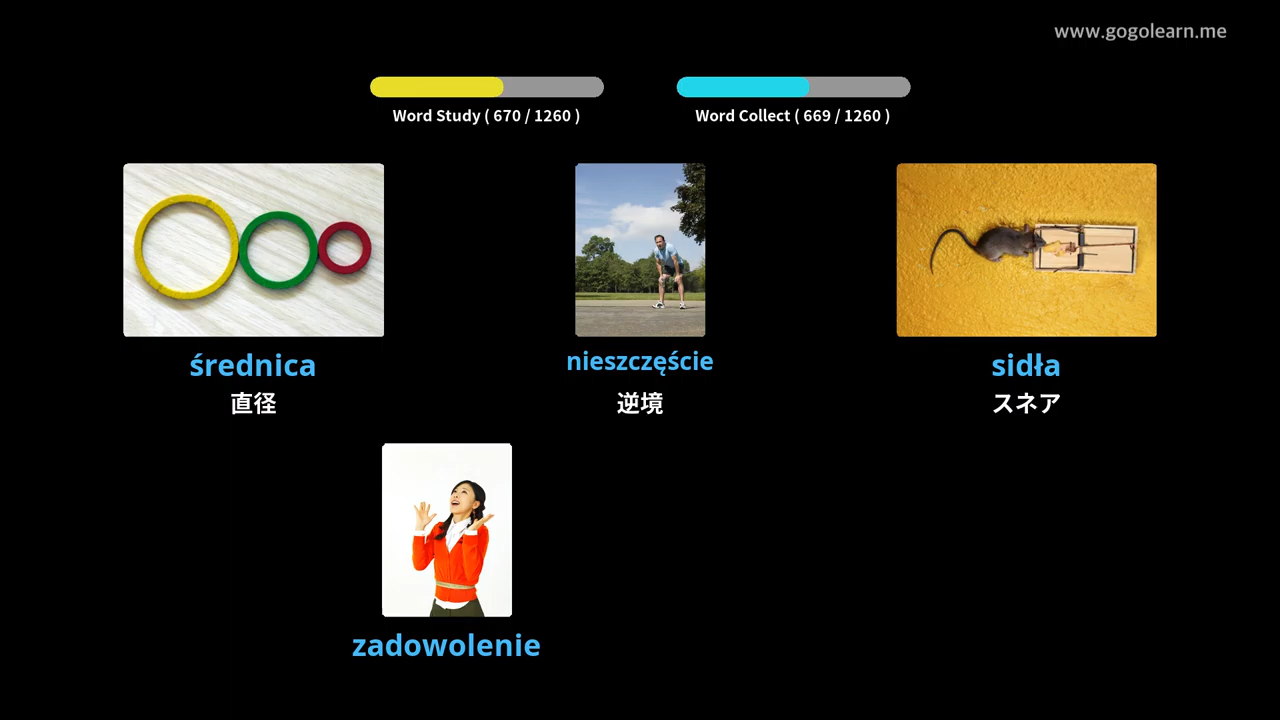 www.gogolearn.me
Word Study ( 670 / 1260 )
Word Collect ( 669 / 1260 )
średnica
直径
nieszczęście
逆境
sidła
スネア
zadowolenie